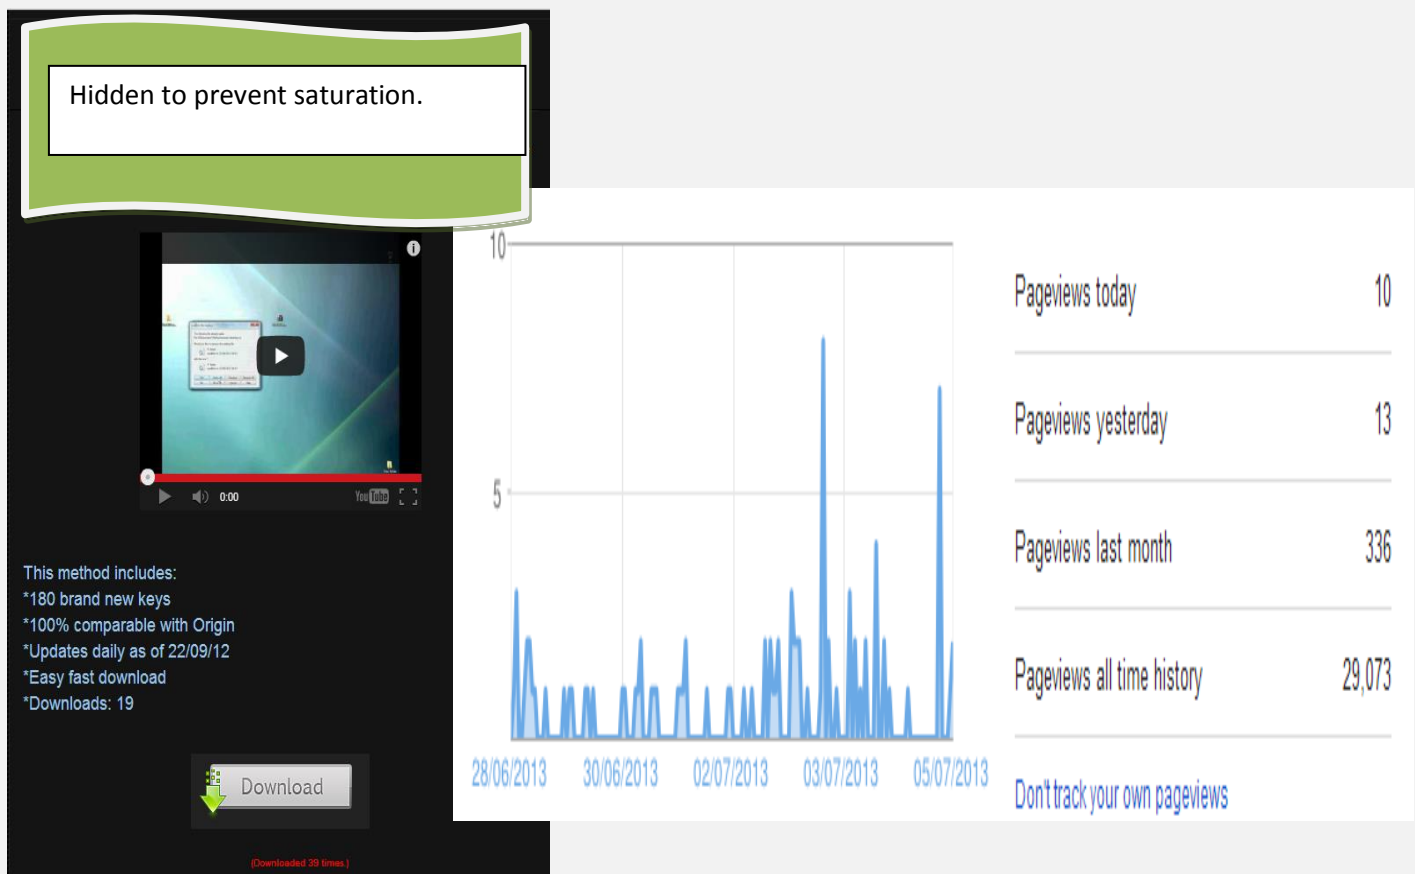 Hidden to prevent saturation.
0:00
YouTube
This method includes:
*180 brand new keys
*100% comparable with Origin
*Updates daily as of 22/09/12
*Easy fast download
*Downloads: 19
Download
(Downloaded 39 times.)
10
5
28/06/2013 30/06/2013 02/07/2013 03/07/2013 05/07/2013
Pageviews today 10
Pageviews yesterday 13
Pageviews last month 336
Pageviews all time history 29,073
Don't track your own pageviews